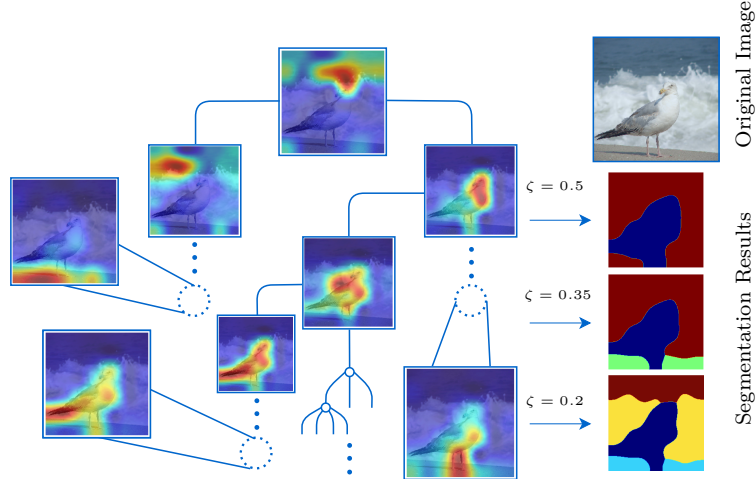 Original Image
ζ = 0.5
ζ = 0.35
ζ = 0.2
Segmentation Results